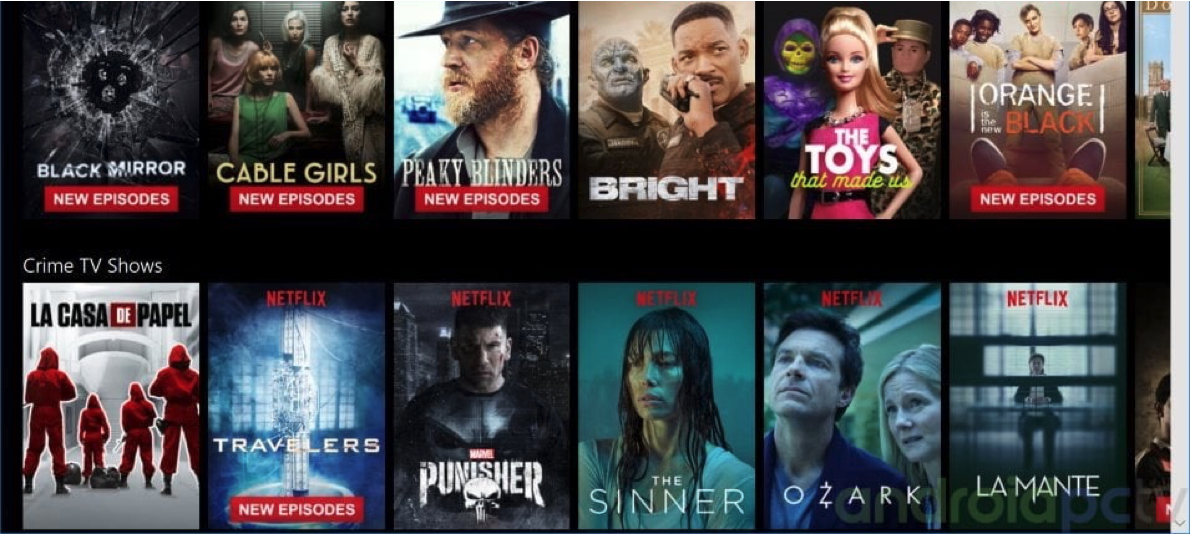 BLACK MIRROR
NEW EPISODES
CABLE GIRLS
NEW EPISODES
PEAKY BLINDERS
NEW EPISODES
BRIGHT
THE
TOYS
that made us
ORANGE
is
the
new
BLACK
NEW EPISODES
Do
Crime TV Shows
LA CASA DE PAPEL
NETFLIX
TRAVELERS
NEW EPISODES
NETFLIX
MARVEL
PUNISHER
NETFLIX
THE
SINNER
NETFLIX
OZARK
NETFLIX
LA MANTE
N
androidpctv